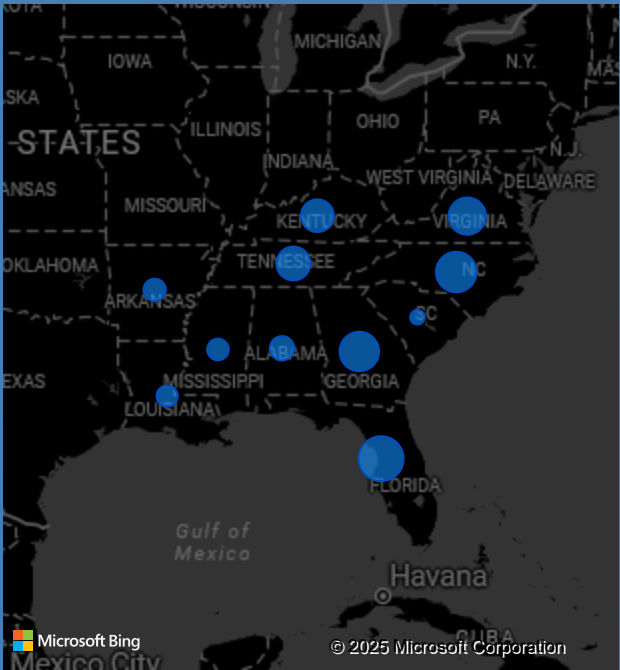 WISCONSIN
MICHIGAN
IOWA
N.Y.
MAS
SKA
ILLINOIS
OHIO
PA
STATES
N.J.
INDIANA
WEST VIRGINIA
DELAWARE
ANSAS
MISSOURI
KENTUCKY
VIRGINIA
OKLAHOMA
TENNESSEE
NC
ARKANSAS
SC
ALABAMA
EXAS
MISSISSIPPI
GEORGIA
LOUISIANA
FLORIDA
Gulf of
Mexico
Havana
CUBA
Microsoft Bing
© 2025 Microsoft Corporation
Mexico City